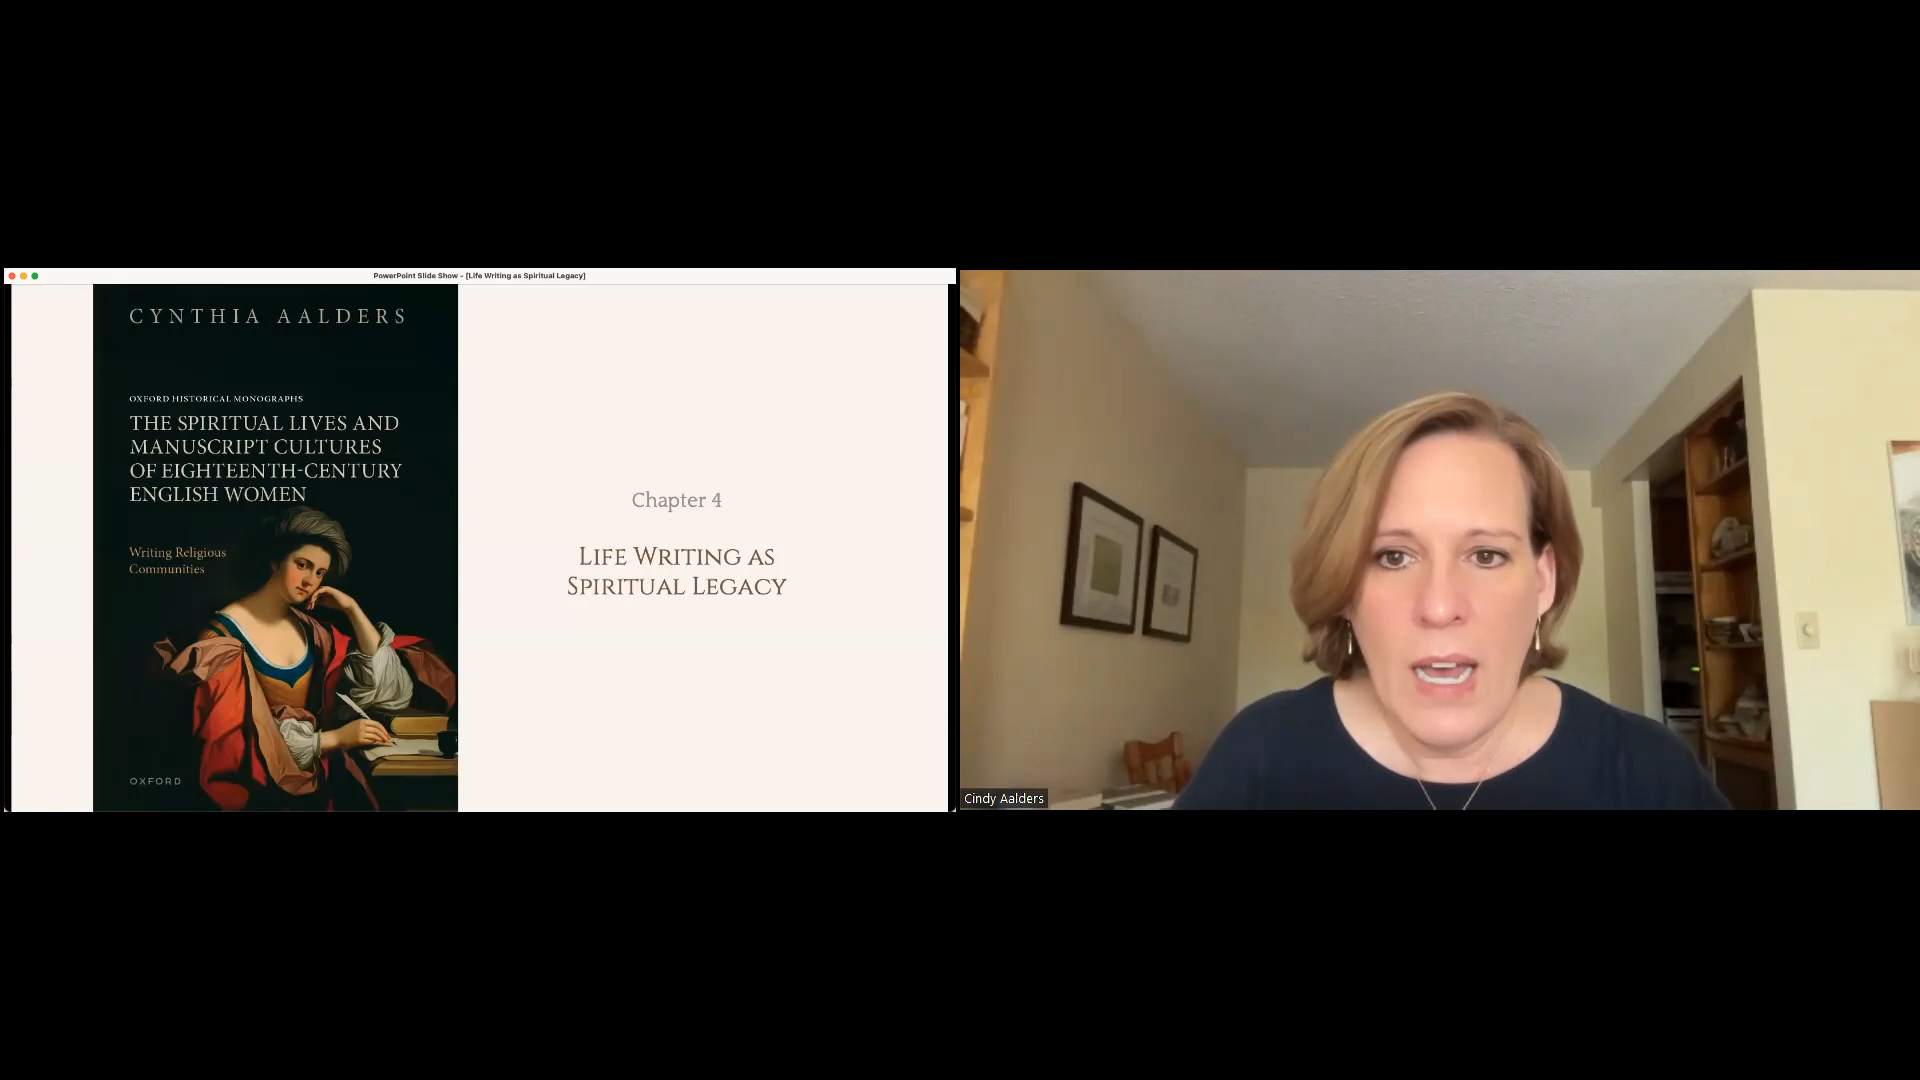 PowerPoint Slide Show - [Life Writing as Spiritual Legacy]
CYNTHIA AALDERS
OXFORD HISTORICAL MONOGRAPHS
THE SPIRITUAL LIVES AND
MANUSCRIPT CULTURES
OF EIGHTEENTH-CENTURY
ENGLISH WOMEN
Writing Religious
Communities
OXFORD
Chapter 4
LIFE WRITING AS
SPIRITUAL LEGACY
Cindy Aalders